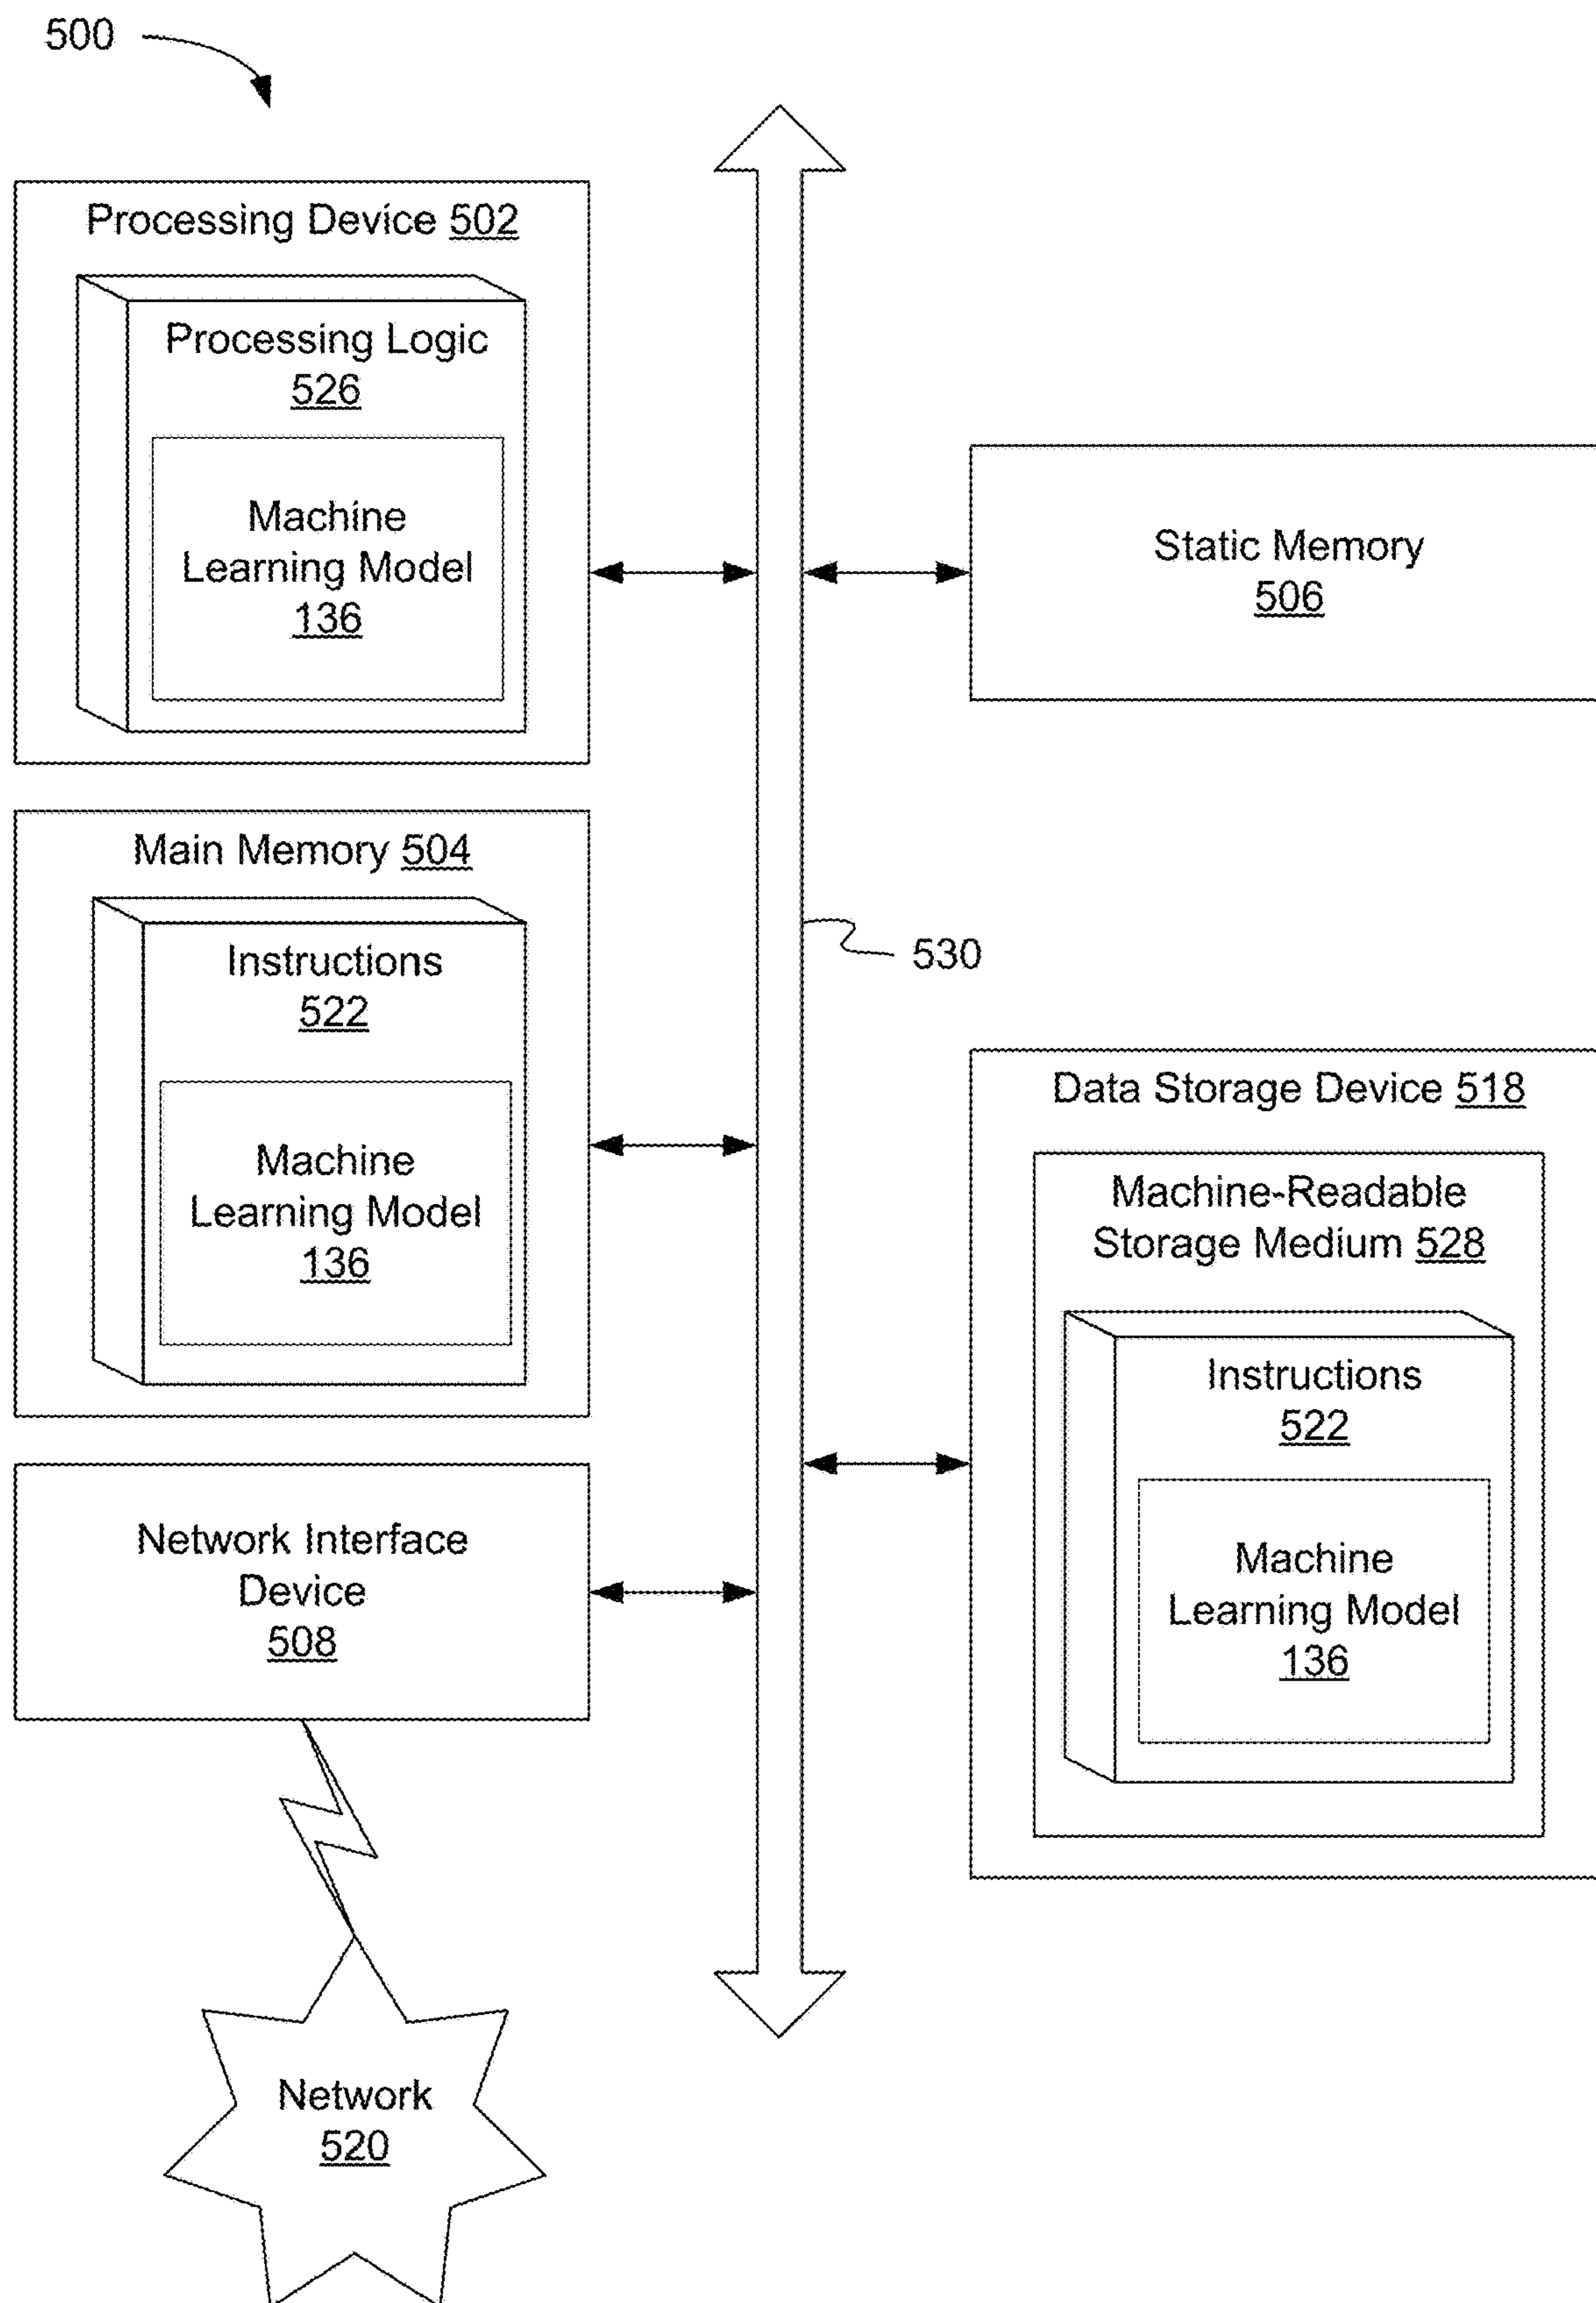 500
Processing Device 502
Processing Logic
526
Machine
Learning Model
136
Main Memory 504
Instructions
522
Machine
Learning Model
136
Network Interface
Device
508
Network
520
Static Memory
506
530
Data Storage Device 518
Machine-Readable
Storage Medium 528
Instructions
522
Machine
Learning Model
136